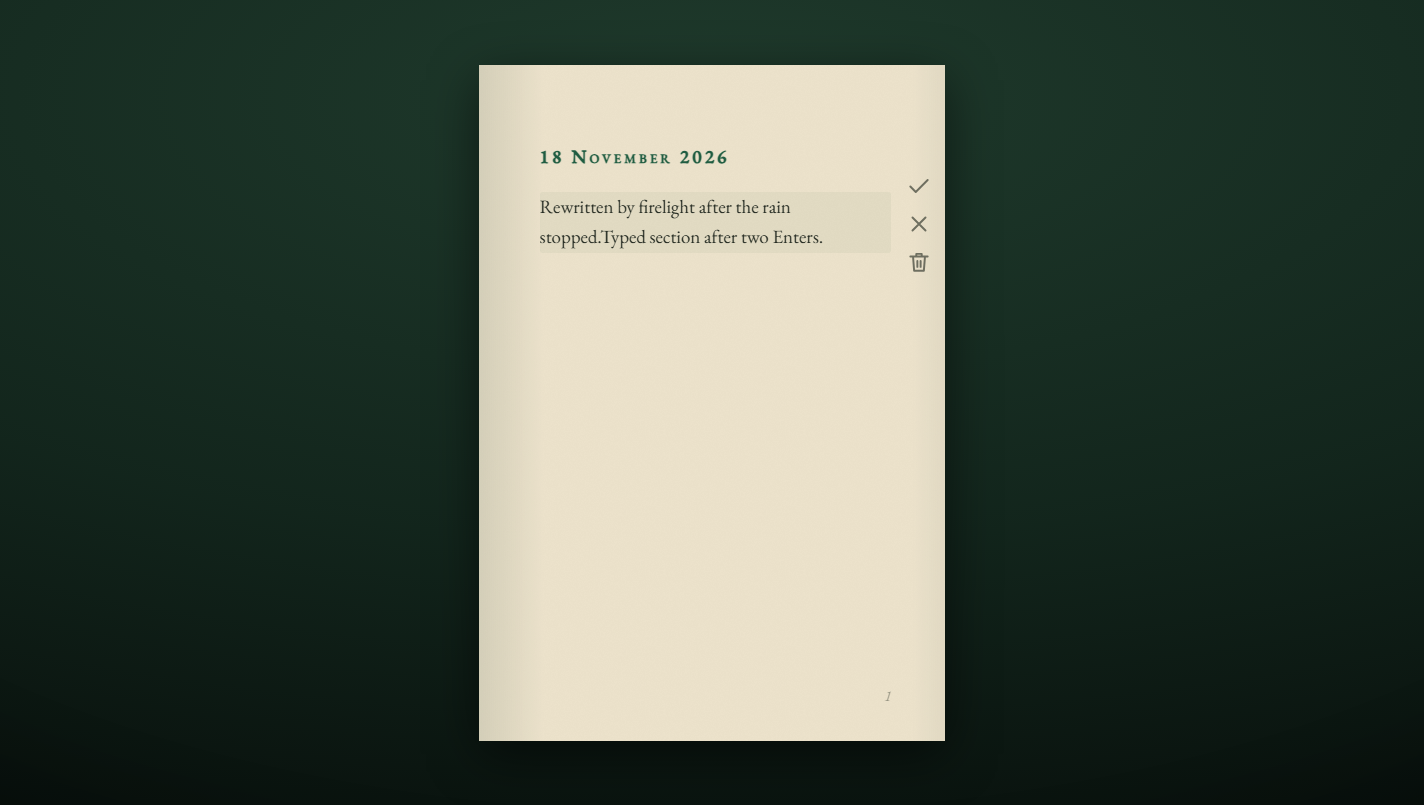 18 November 2026
Rewritten by firelight after the rain
stopped.Typed section after two Enters.
1